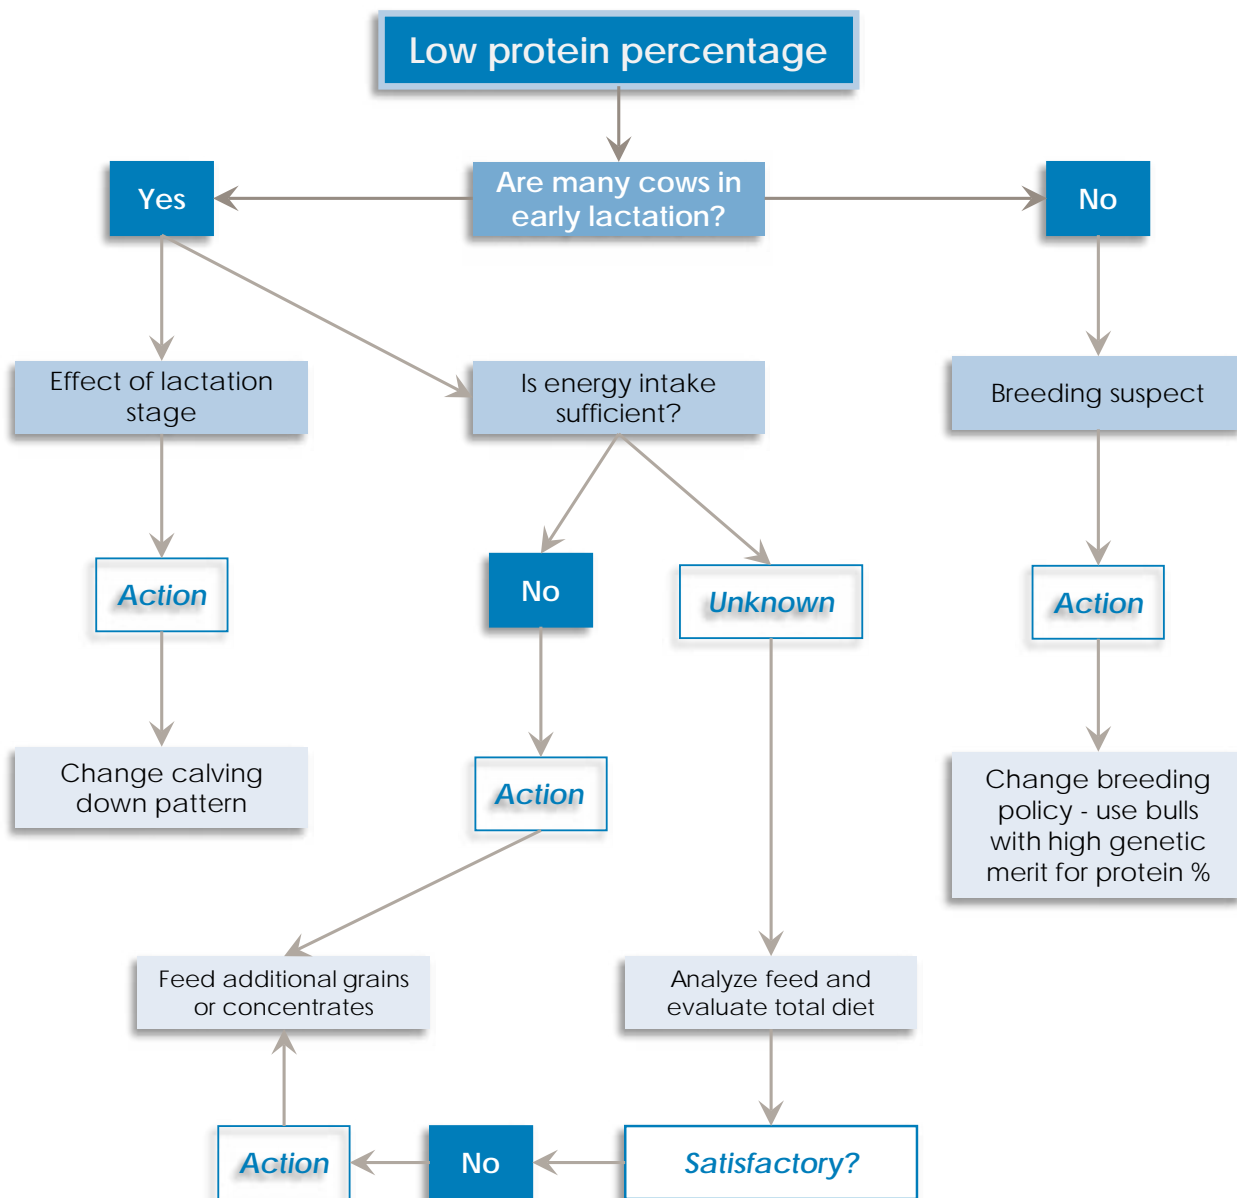 Low protein percentage
Yes
Are many cows in
early lactation?
No
Effect of lactation
stage
Is energy intake
sufficient?
Breeding suspect
Action
No
Unknown
Action
Change calving
down pattern
Action
Change breeding
policy - use bulls
with high genetic
merit for protein %
Feed additional grains
or concentrates
Analyze feed and
evaluate total diet
Action
No
Satisfactory?